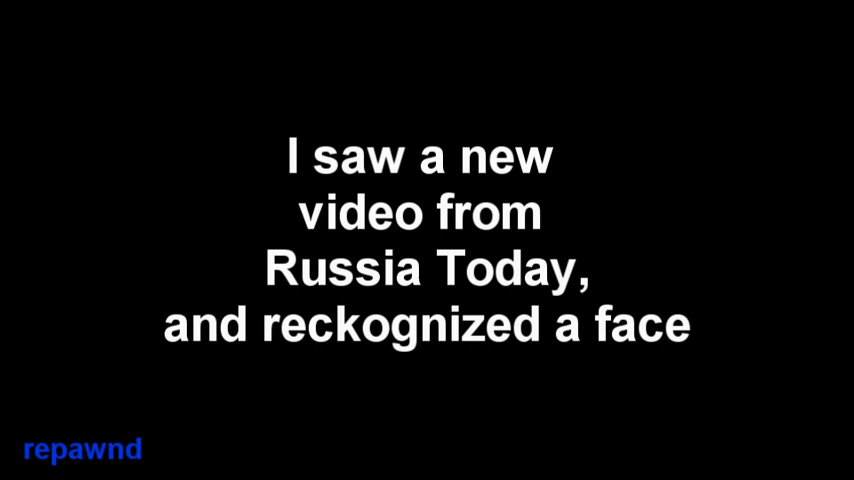 I saw a new
video from
Russia Today,
and reckognized a face
repawnd